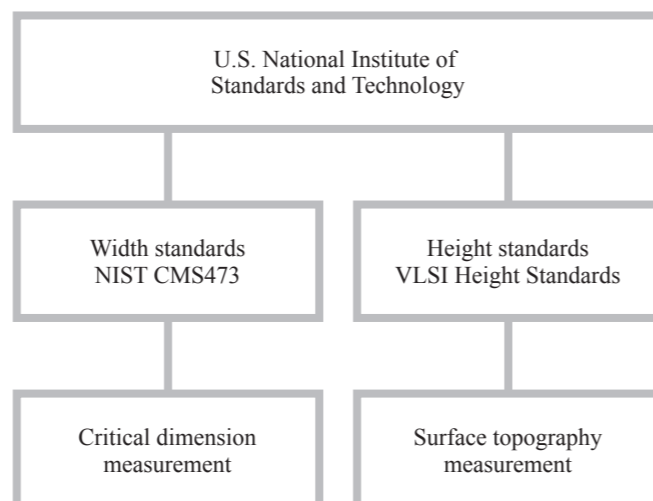 U.S. National Institute of
Standards and Technology
Width standards
NIST CMS473
Height standards
VLSI Height Standards
Critical dimension
measurement
Surface topography
measurement